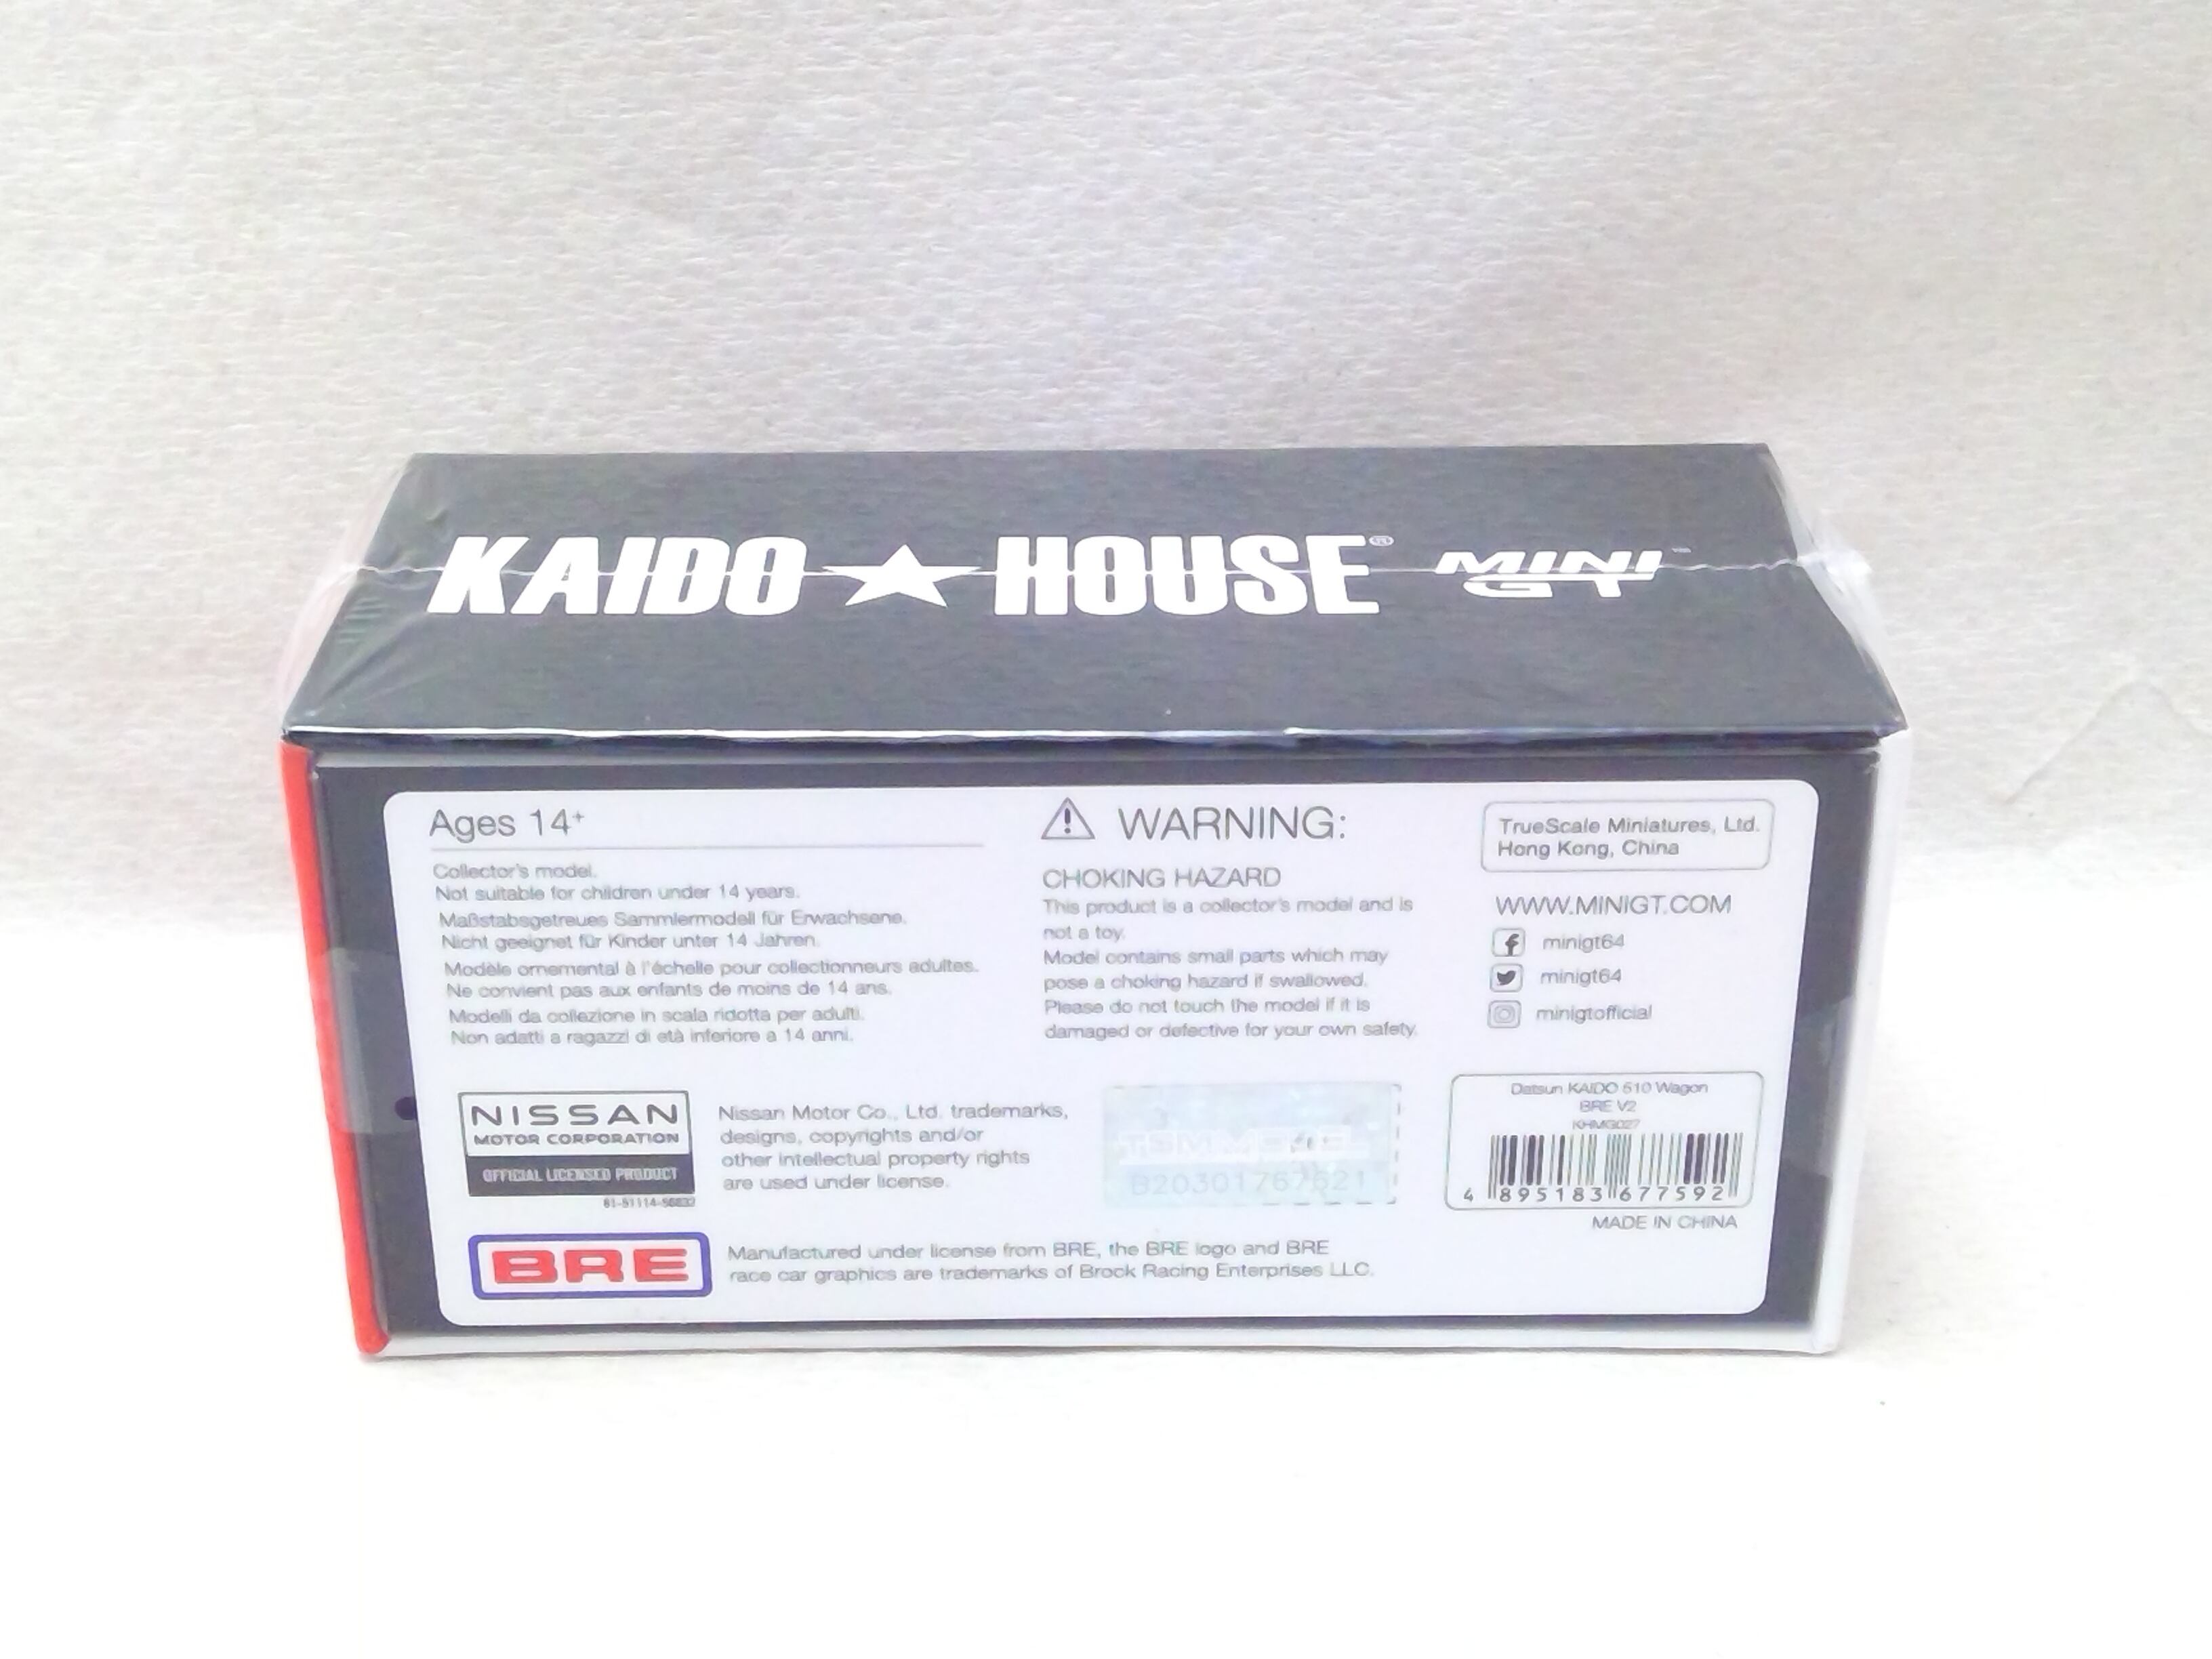 KAIDO★HOUSE® MINI GT™
Ages 14+
Collector's model.
Not suitable for children under 14 years.
Maßstabsgetreues Sammlermodell für Erwachsene.
Nicht geeignet für Kinder unter 14 Jahren.
Modèle ornemental à l'échelle pour collectionneurs adultes.
Ne convient pas aux enfants de moins de 14 ans.
Modelli da collezione in scala ridotta per adulti.
Non adatti a ragazzi di età inferiore a 14 anni.
WARNING:
CHOKING HAZARD
This product is a collector's model and is
not a toy.
Model contains small parts which may
pose a choking hazard if swallowed.
Please do not touch the model if it is
damaged or defective for your own safety.
TrueScale Miniatures, Ltd.
Hong Kong, China
WWW.MINIGT.COM
minigt64
minigt64
minigtofficial
NISSAN
MOTOR CORPORATION
OFFICIAL LICENSED PRODUCT
Nissan Motor Co., Ltd. trademarks,
designs, copyrights and/or
other intellectual property rights
are used under license.
B20301767621
Datsun KAIDO 510 Wagon
BRE V2
KHMG027
4 895183 677592
MADE IN CHINA
BRE
Manufactured under license from BRE, the BRE logo and BRE
race car graphics are trademarks of Brock Racing Enterprises LLC.